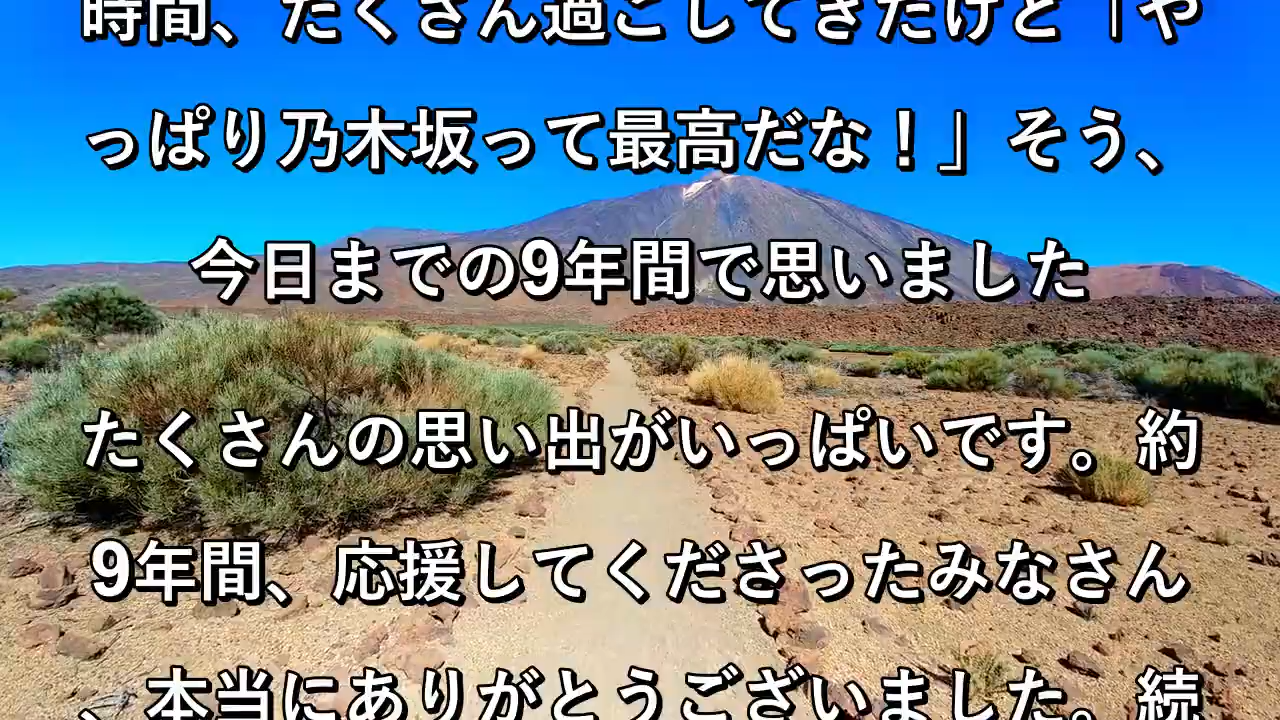 時間、たくさん過ごしてきたけど「や
っぱり乃木坂って最高だな！」そう、
今日までの9年間で思いました
たくさんの思い出がいっぱいです。約
9年間、応援してくださったみなさん
、本当にありがとうございました。続